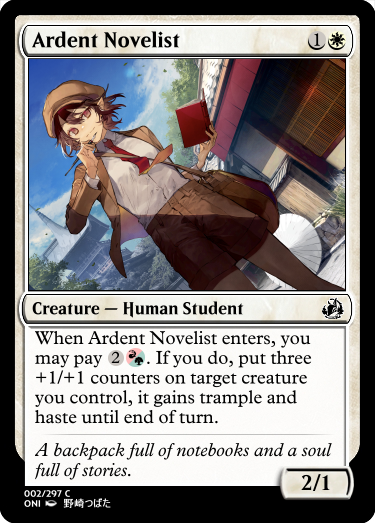 Ardent Novelist 1
Creature — Human Student
When Ardent Novelist enters, you
may pay 2. If you do, put three
+1/+1 counters on target creature
you control, it gains trample and
haste until end of turn.
A backpack full of notebooks and a soul
full of stories.
2/1
002/297 C
ONI 野崎つばた